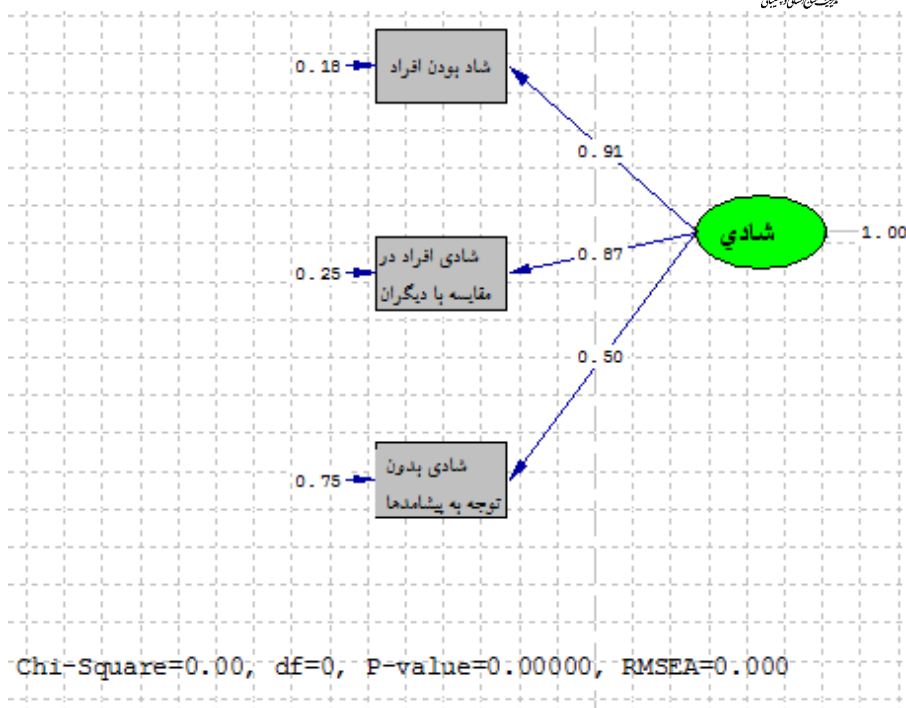 0.18
شاد بودن افراد
0.91
شادي
1.00
0.25
شادی افراد در
مقایسه با دیگران
0.87
0.50
0.75
شادی بدون
توجه به پیشامدها
Chi-Square=0.00, df=0, P-value=0.00000, RMSEA=0.000